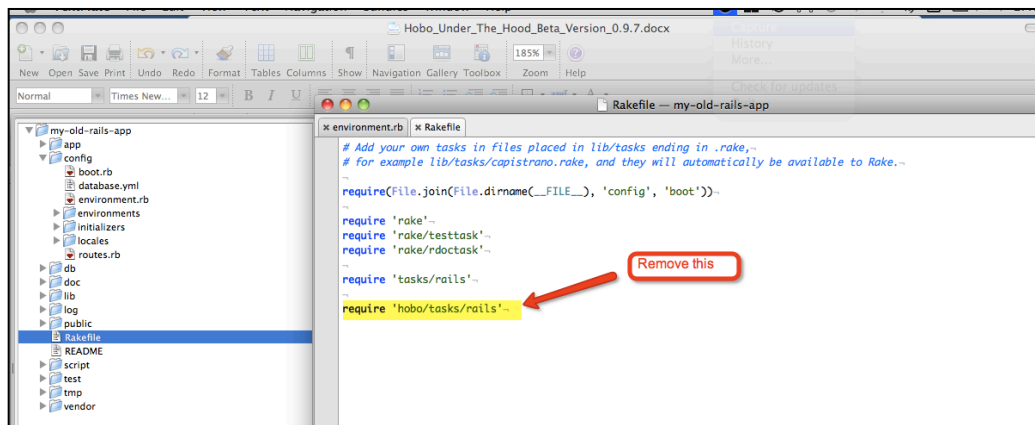 Hobo_Under_The_Hood_Beta_Version_0.9.7.docx
History
More...
Check for updates
185%
New Open Save Print Undo Redo Format Tables Columns Show Navigation Gallery Toolbox Zoom Help
Normal Times New... 12 B I U
Rakefile — my-old-rails-app
environment.rb Rakefile
my-old-rails-app
app
config
boot.rb
database.yml
environment.rb
environments
initializers
locales
routes.rb
db
doc
lib
log
public
Rakefile
README
script
test
tmp
vendor
# Add your own tasks in files placed in lib/tasks ending in .rake,¬
# for example lib/tasks/capistrano.rake, and they will automatically be available to Rake.¬
¬
require(File.join(File.dirname(__FILE__), 'config', 'boot'))¬
¬
require 'rake'¬
require 'rake/testtask'¬
require 'rake/rdoctask'¬
¬
require 'tasks/rails'¬
¬
require 'hobo/tasks/rails'¬
Remove this